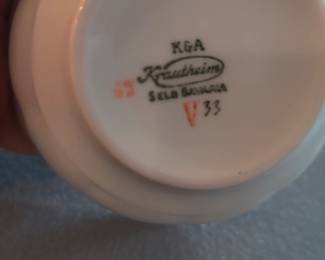 K&A
Krautheim
SELB BAVARIA
V 33